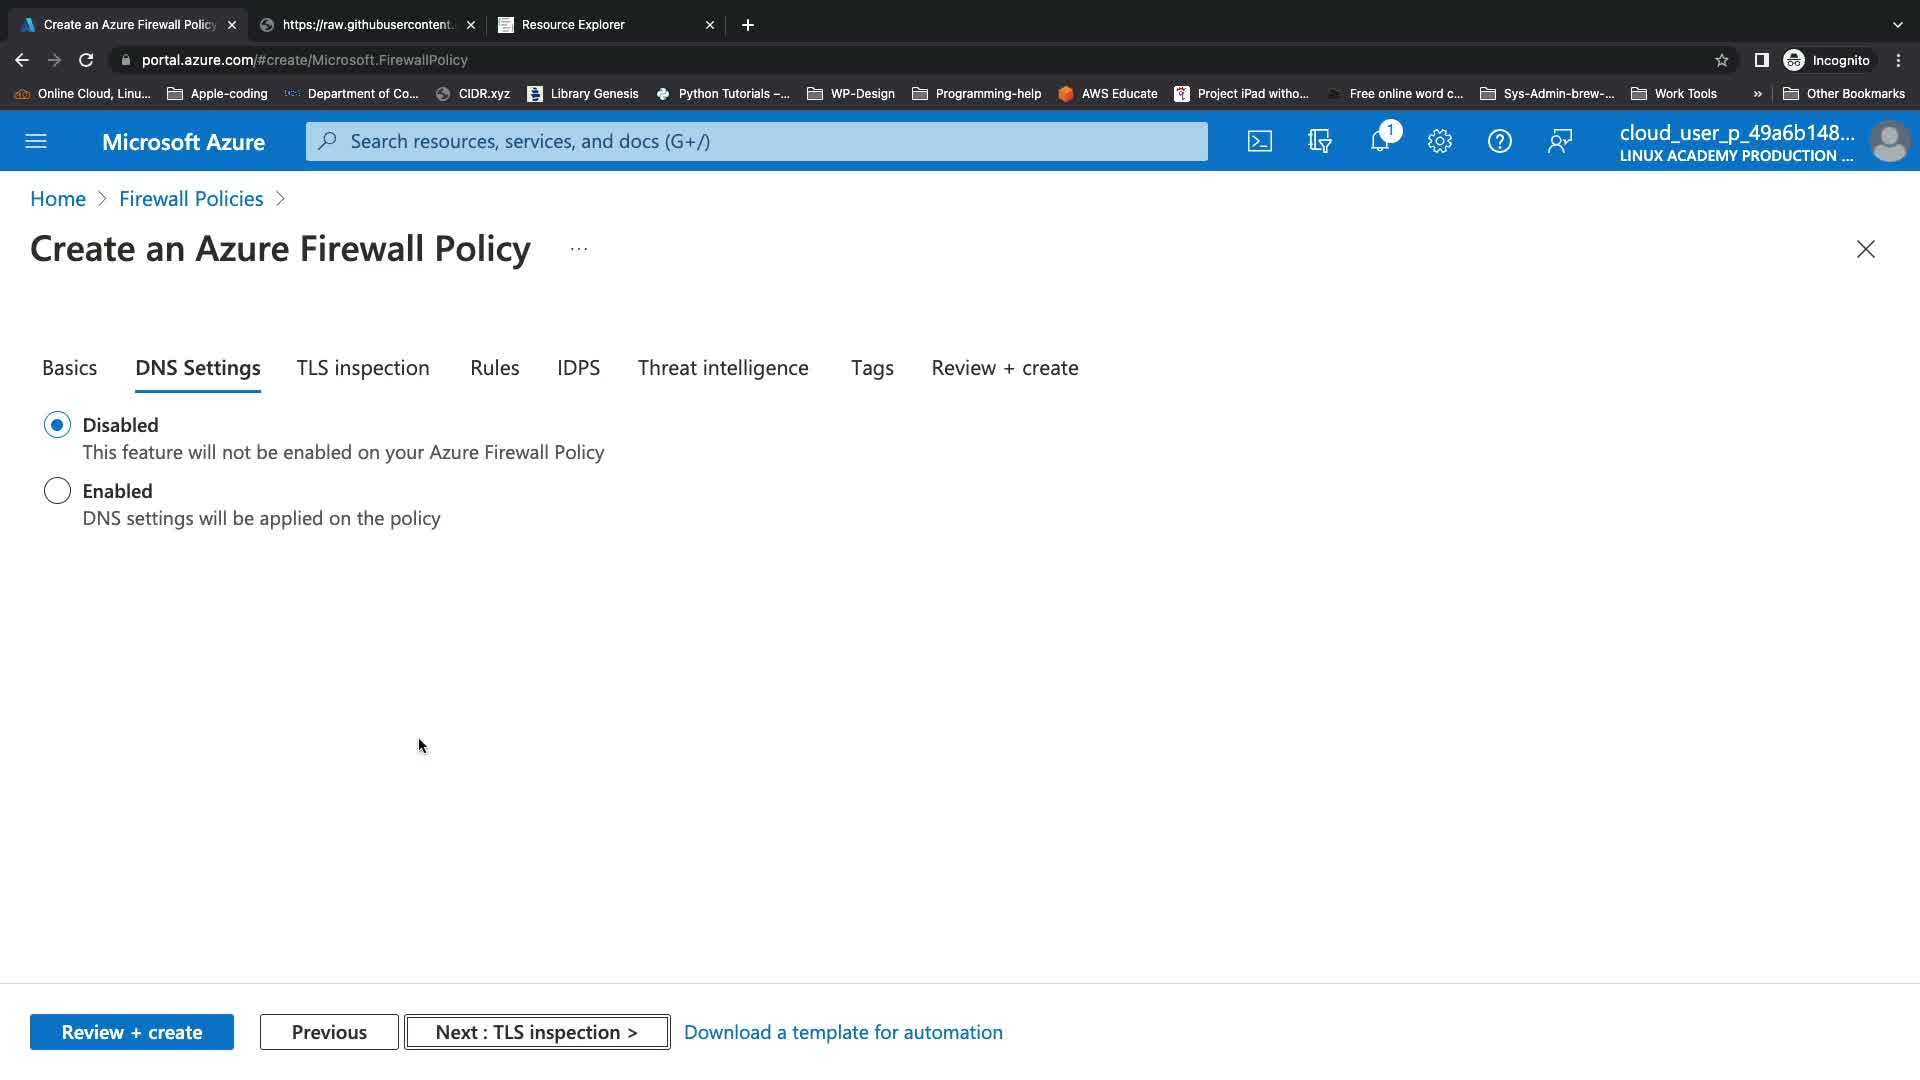 Create an Azure Firewall Policy
https://raw.githubusercontent.
Resource Explorer
portal.azure.com/#create/Microsoft.FirewallPolicy
Incognito
Online Cloud, Linu...
Apple-coding
Department of Co...
CIDR.xyz
Library Genesis
Python Tutorials –...
WP-Design
Programming-help
AWS Educate
Project iPad witho...
Free online word c...
Sys-Admin-brew-...
Work Tools
»
Other Bookmarks
Microsoft Azure
Search resources, services, and docs (G+/)
1
cloud_user_p_49a6b148...
LINUX ACADEMY PRODUCTION ...
Home > Firewall Policies >
Create an Azure Firewall Policy ...
Basics DNS Settings TLS inspection Rules IDPS Threat intelligence Tags Review + create
Disabled
This feature will not be enabled on your Azure Firewall Policy
Enabled
DNS settings will be applied on the policy
Review + create Previous Next : TLS inspection > Download a template for automation